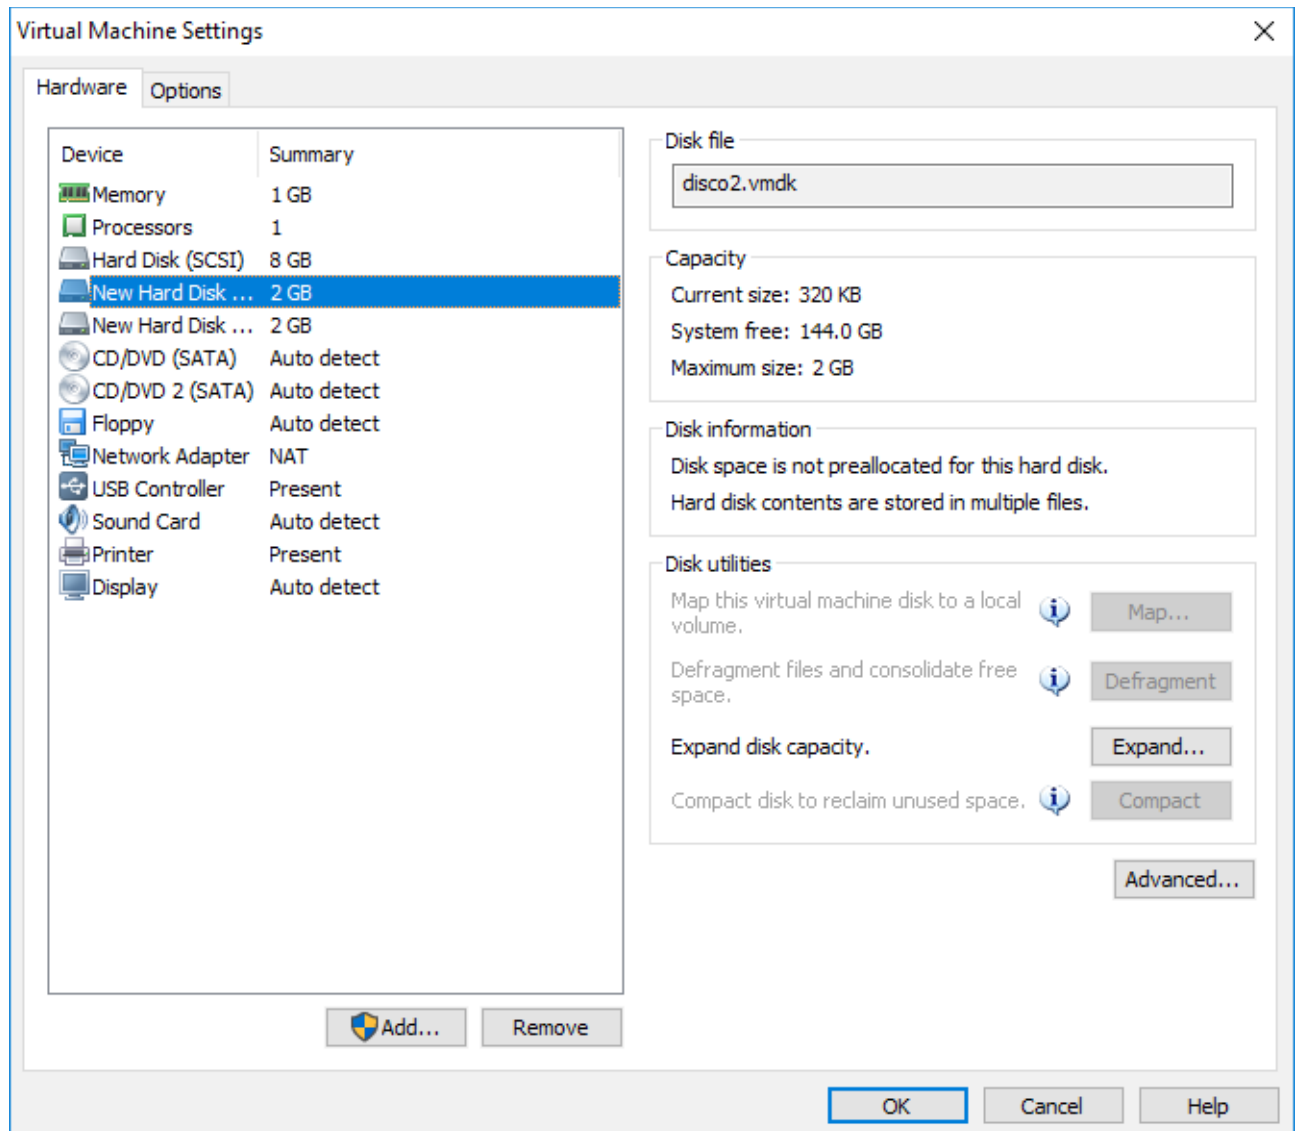 Virtual Machine Settings
Hardware
Options
Device Summary
Memory 1 GB
Processors 1
Hard Disk (SCSI) 8 GB
New Hard Disk ... 2 GB
New Hard Disk ... 2 GB
CD/DVD (SATA) Auto detect
CD/DVD 2 (SATA) Auto detect
Floppy Auto detect
Network Adapter NAT
USB Controller Present
Sound Card Auto detect
Printer Present
Display Auto detect
Add...
Remove
Disk file
disco2.vmdk
Capacity
Current size: 320 KB
System free: 144.0 GB
Maximum size: 2 GB
Disk information
Disk space is not preallocated for this hard disk.
Hard disk contents are stored in multiple files.
Disk utilities
Map this virtual machine disk to a local
volume.
Map...
Defragment files and consolidate free
space.
Defragment
Expand disk capacity.
Expand...
Compact disk to reclaim unused space.
Compact
Advanced...
OK
Cancel
Help